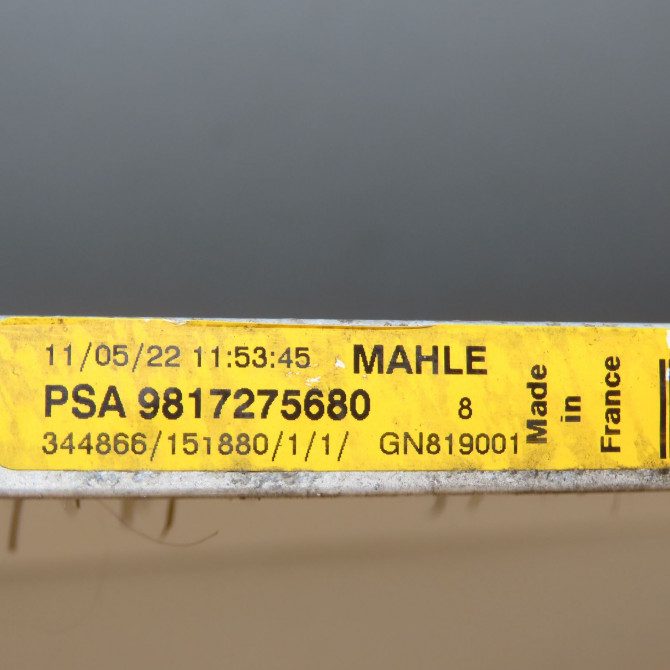 11/05/22 11:53:45 MAHLE
PSA 9817275680 8
344866/151880/1/1/ GN819001
Made
in
France